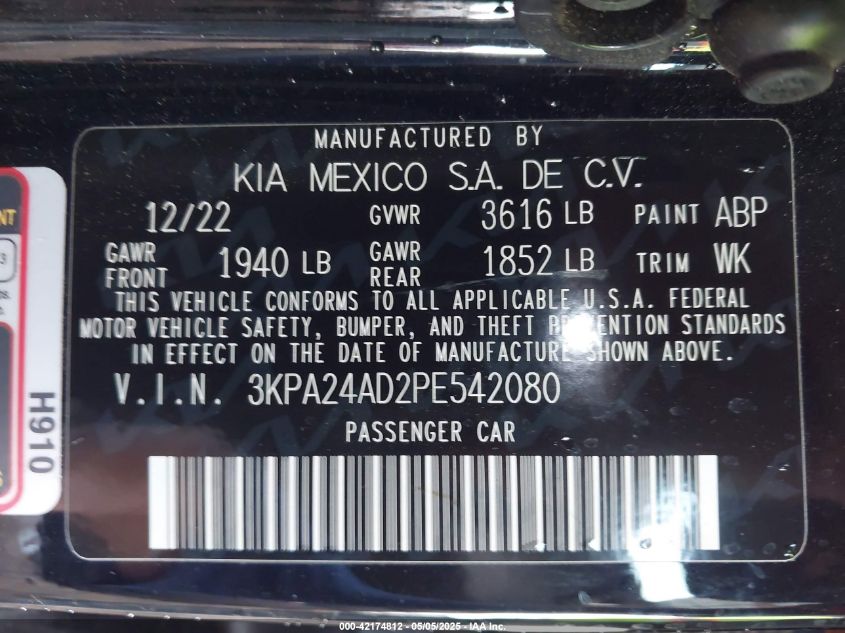 MANUFACTURED BY
KIA MEXICO S.A. DE C.V.
12/22 GVWR 3616 LB PAINT ABP
GAWR FRONT 1940 LB GAWR REAR 1852 LB TRIM WK
THIS VEHICLE CONFORMS TO ALL APPLICABLE U.S.A. FEDERAL
MOTOR VEHICLE SAFETY, BUMPER, AND THEFT PREVENTION STANDARDS
IN EFFECT ON THE DATE OF MANUFACTURE SHOWN ABOVE.
V.I.N. 3KPA24AD2PE542080
PASSENGER CAR
H910
000-42174812 - 05/05/2025 - IAA Inc.